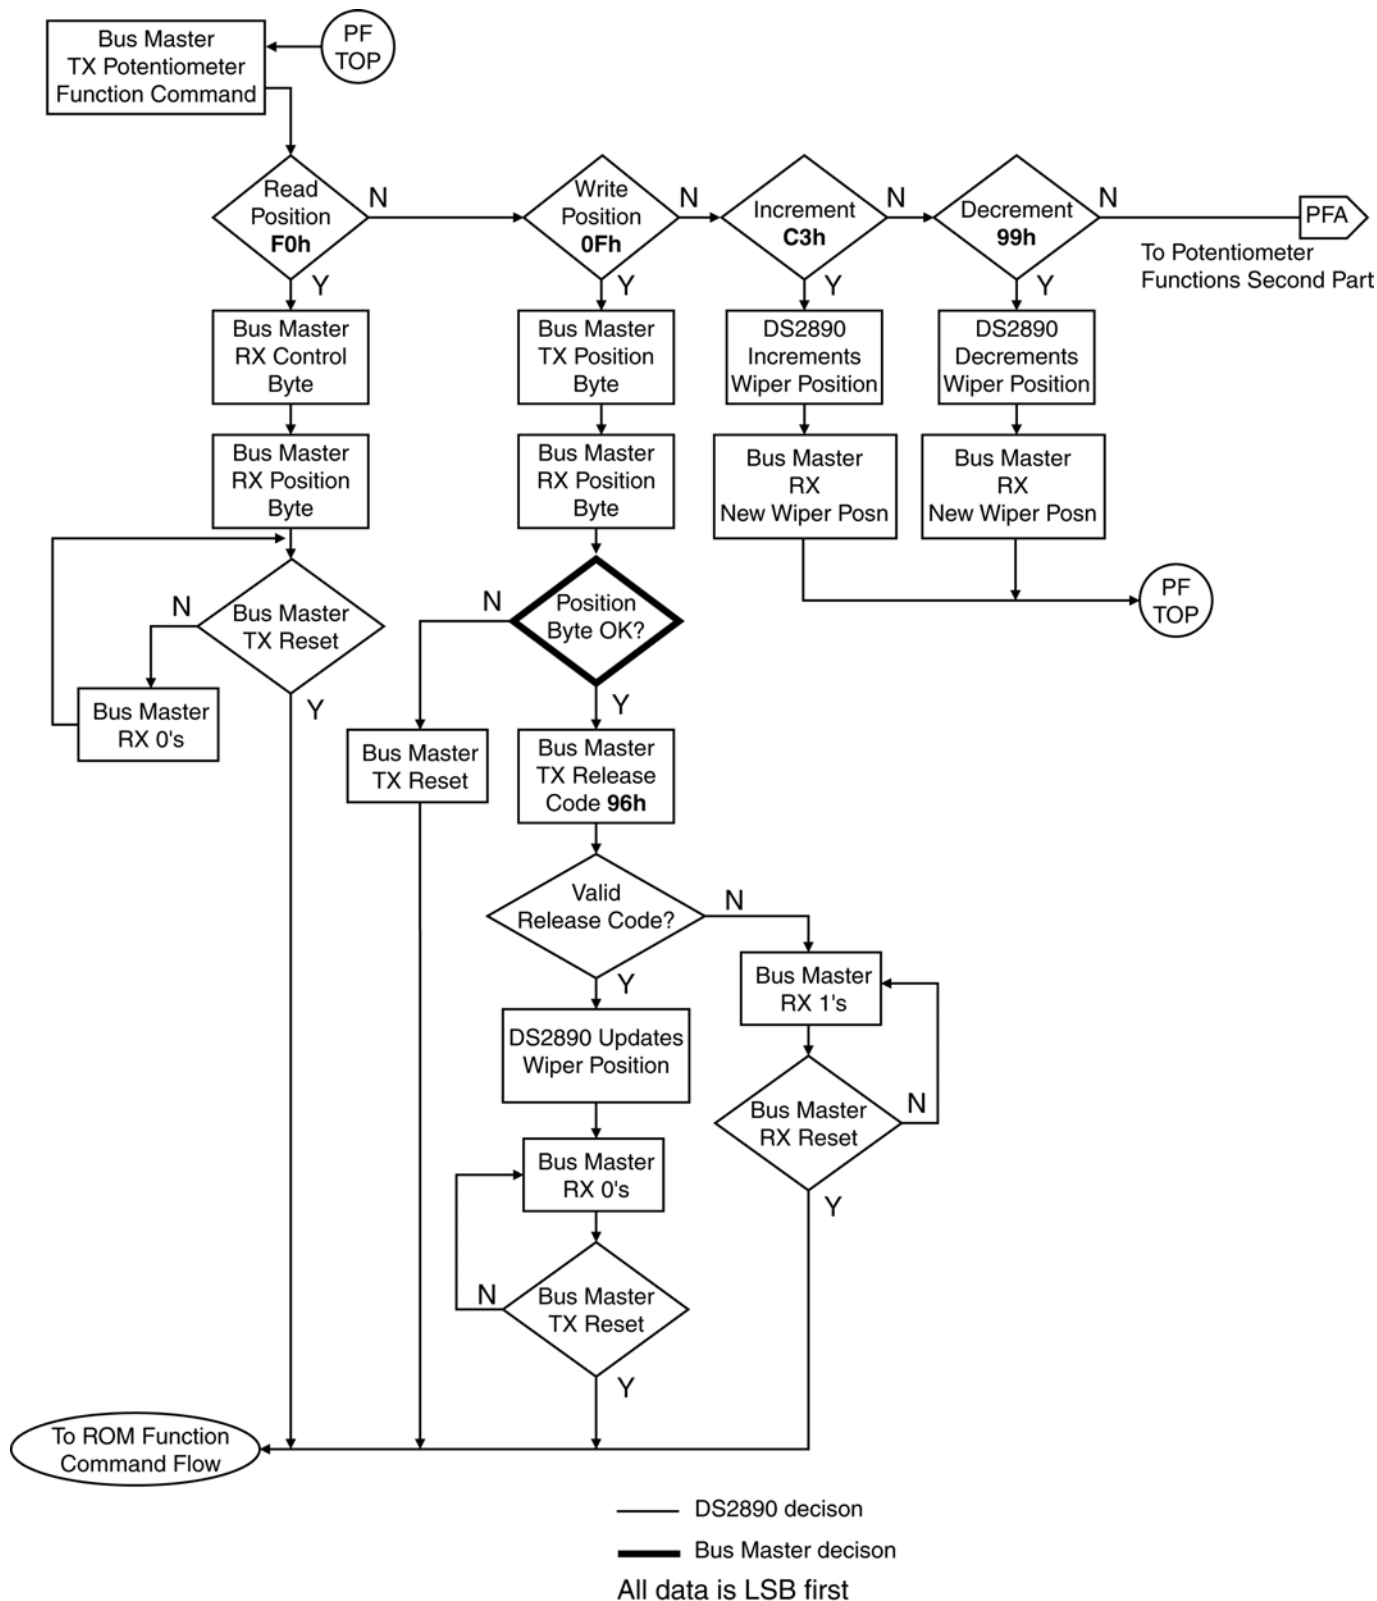 Bus Master
TX Potentiometer
Function Command
PF
TOP
Read
Position
F0h
N
Y
Write
Position
0Fh
N
Y
Increment
C3h
N
Y
Decrement
99h
N
Y
PFA
To Potentiometer
Functions Second Part
Bus Master
RX Control
Byte
Bus Master
TX Position
Byte
DS2890
Increments
Wiper Position
DS2890
Decrements
Wiper Position
Bus Master
RX Position
Byte
Bus Master
RX Position
Byte
Bus Master
RX
New Wiper Posn
Bus Master
RX
New Wiper Posn
PF
TOP
N
Bus Master
TX Reset
Y
Bus Master
RX 0's
N
Position
Byte OK?
Y
Bus Master
TX Reset
Bus Master
TX Release
Code 96h
Valid
Release Code?
N
Y
Bus Master
RX 1's
DS2890 Updates
Wiper Position
Bus Master
RX Reset
N
Y
Bus Master
RX 0's
N
Bus Master
TX Reset
Y
To ROM Function
Command Flow
DS2890 decison
Bus Master decison
All data is LSB first